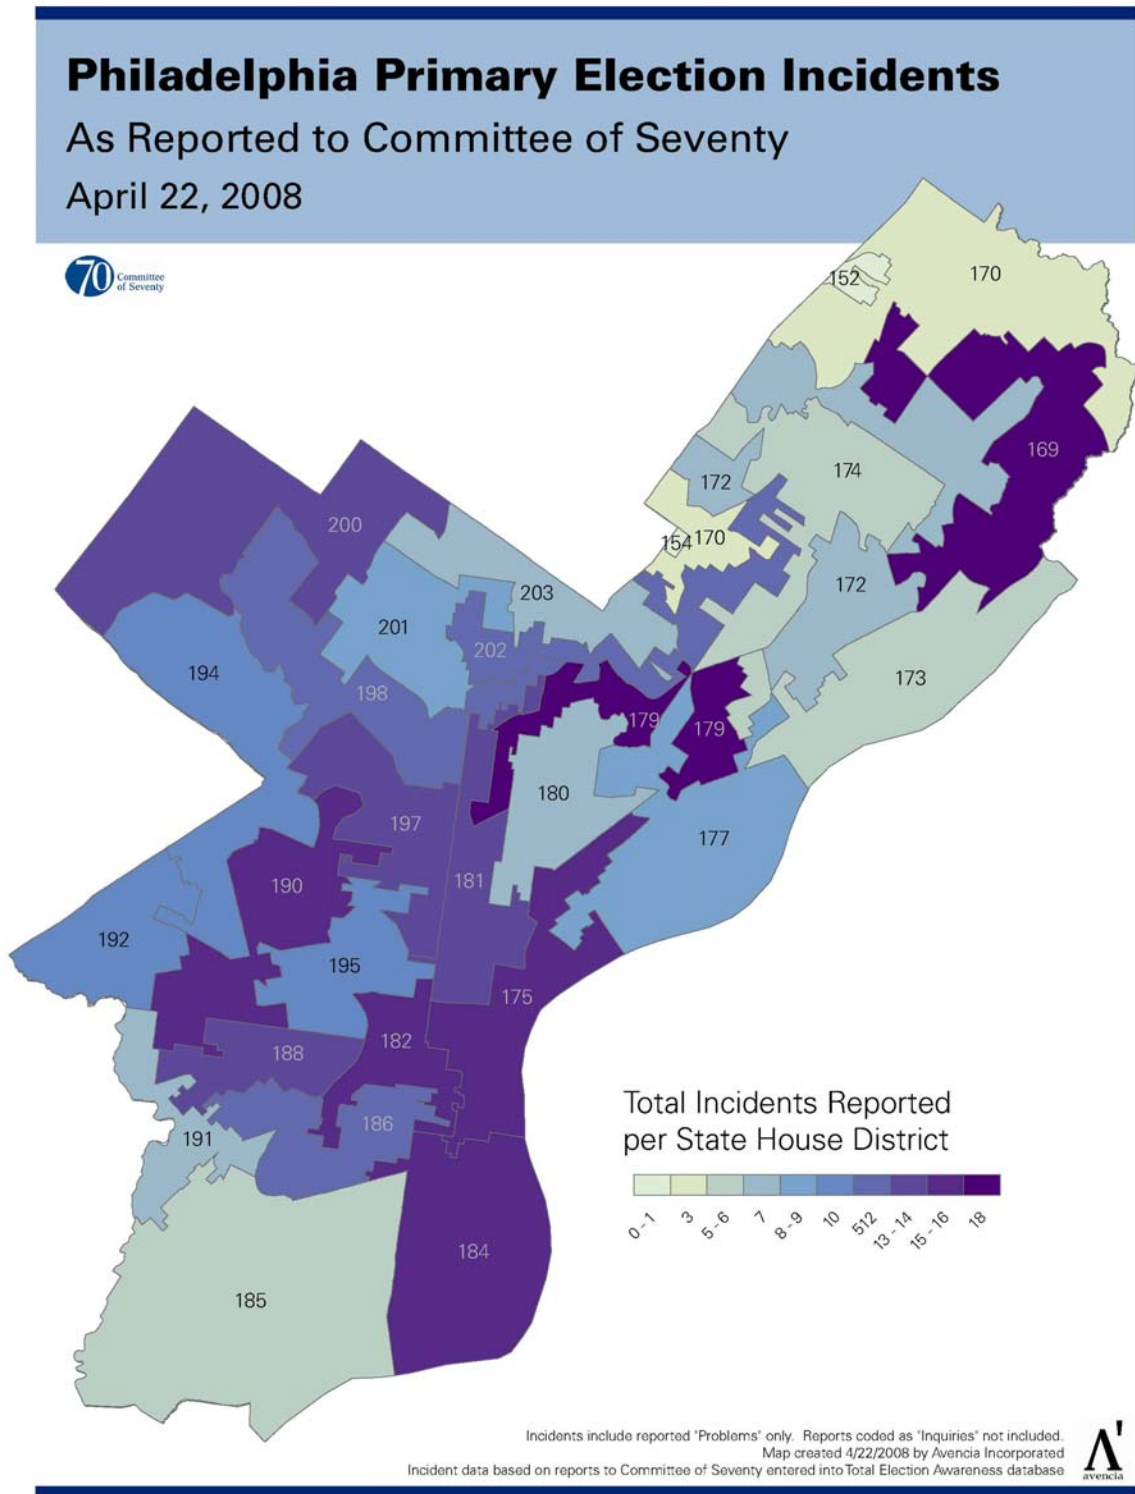 Philadelphia Primary Election Incidents
As Reported to Committee of Seventy
April 22, 2008
70 Committee
of Seventy
152
170
169
174
172
200
154
170
203
172
201
202
194
173
198
179
179
180
197
177
181
190
192
195
175
182
188
186
191
184
185
Total Incidents Reported
per State House District
0 - 1
3
5 - 6
7
8 - 9
10
512
13 - 14
15 - 16
18
Incidents include reported "Problems" only. Reports coded as "Inquiries" not included.
Map created 4/22/2008 by Avencia Incorporated
Incident data based on reports to Committee of Seventy entered into Total Election Awareness database
avencia